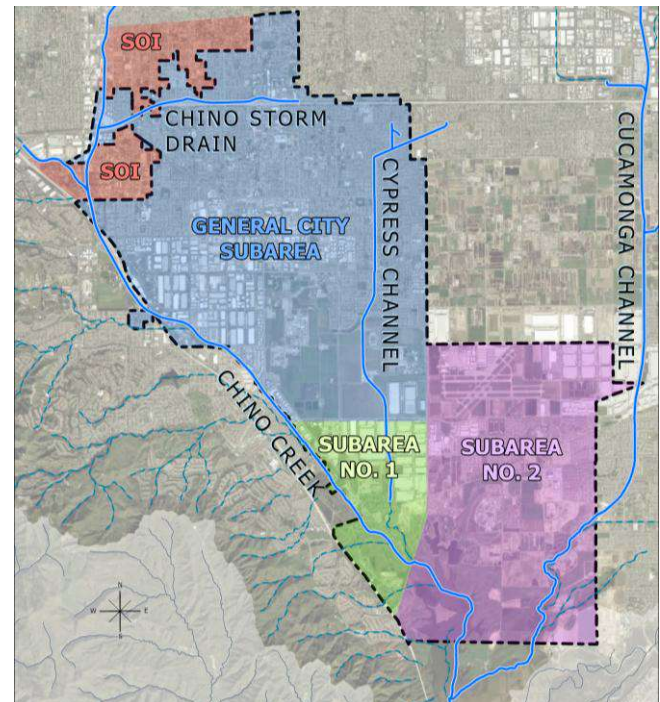 SOI
CHINO STORM
DRAIN
SOI
GENERAL CITY
SUBAREA
CYPRESS CHANNEL
CUCAMONGA CHANNEL
CHINO CREEK
SUBAREA
NO. 1
SUBAREA
NO. 2
N
W
E
S